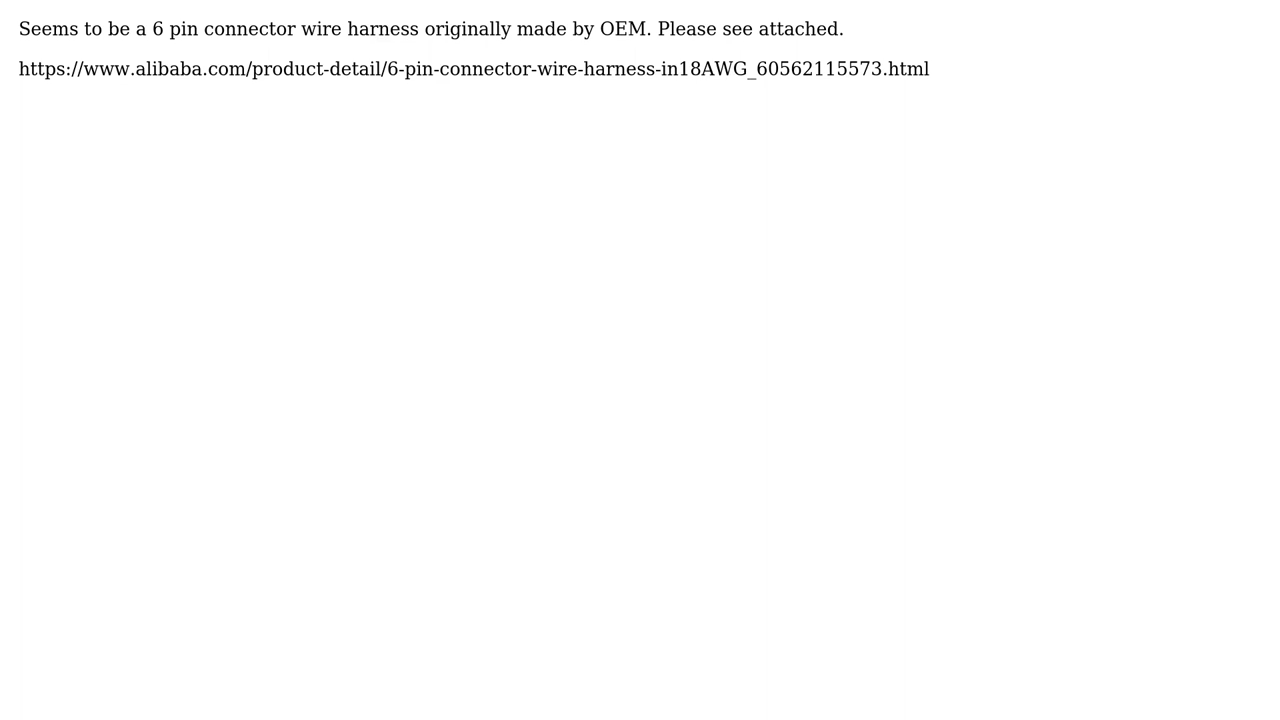 Seems to be a 6 pin connector wire harness originally made by OEM. Please see attached.
https://www.alibaba.com/product-detail/6-pin-connector-wire-harness-in18AWG_60562115573.html